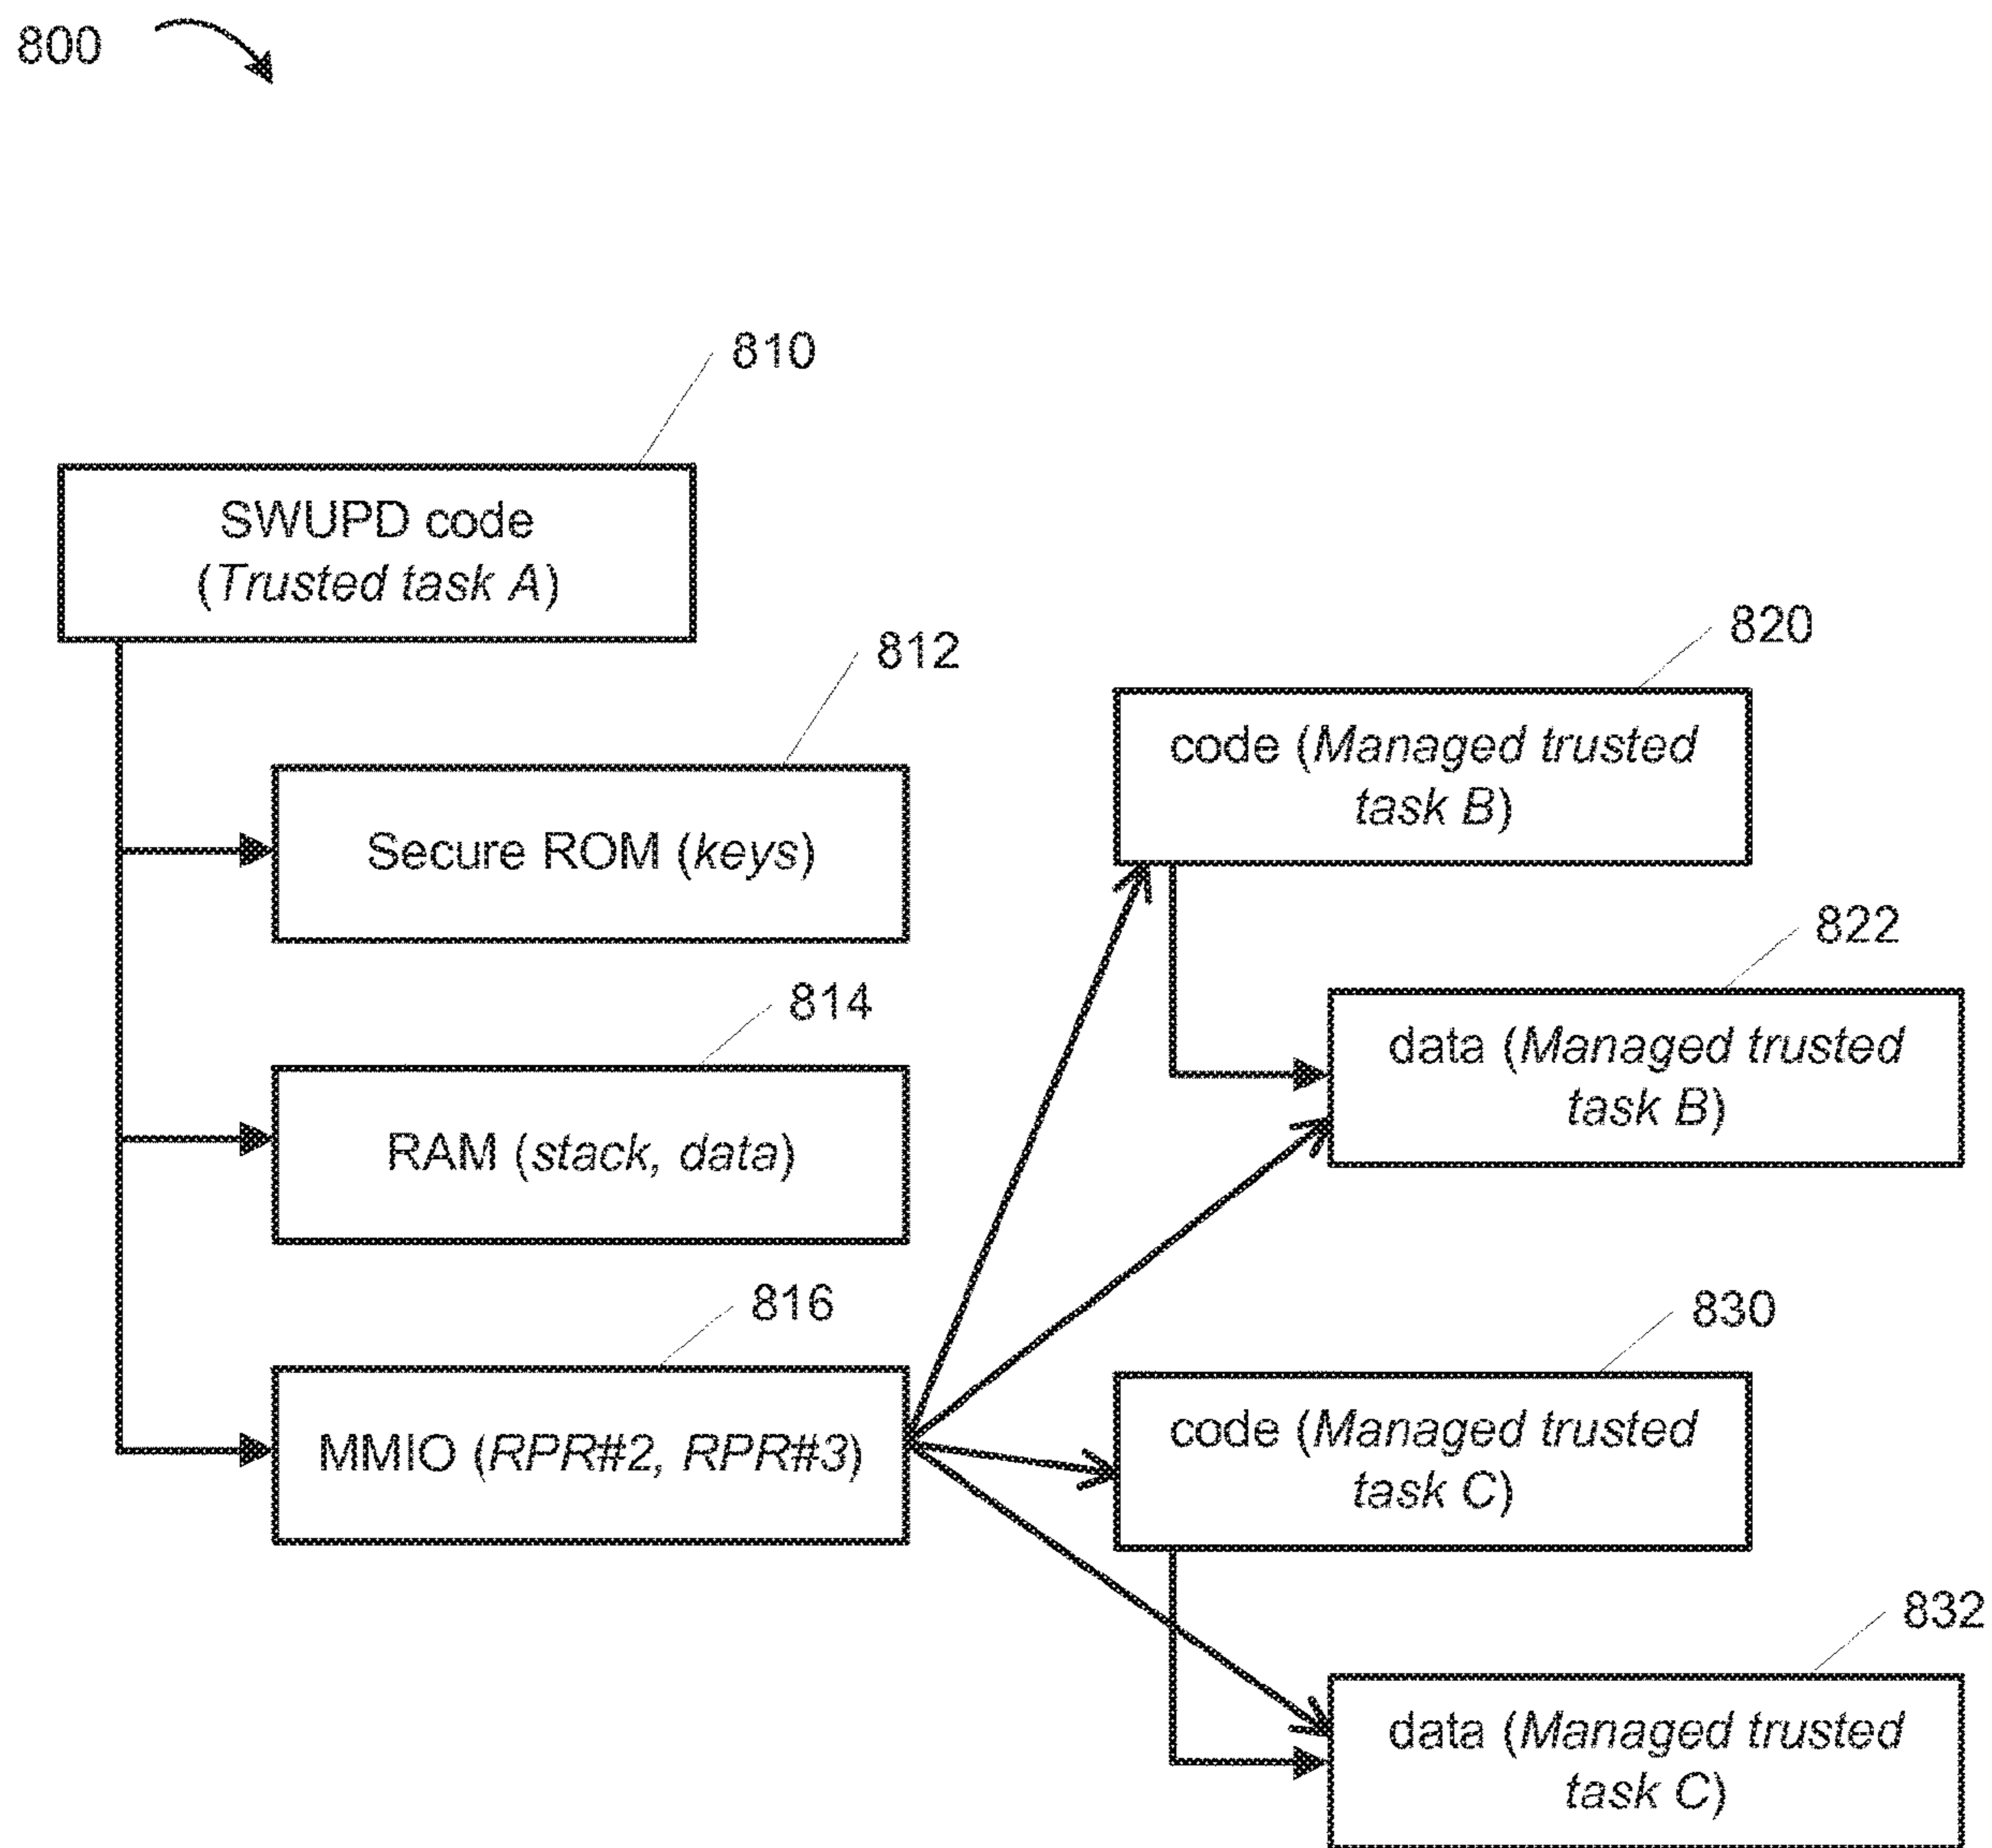 800
810
SWUPD code
(Trusted task A)
812
Secure ROM (keys)
814
RAM (stack, data)
816
MMIO (RPR#2, RPR#3)
820
code (Managed trusted
task B)
822
data (Managed trusted
task B)
830
code (Managed trusted
task C)
832
data (Managed trusted
task C)